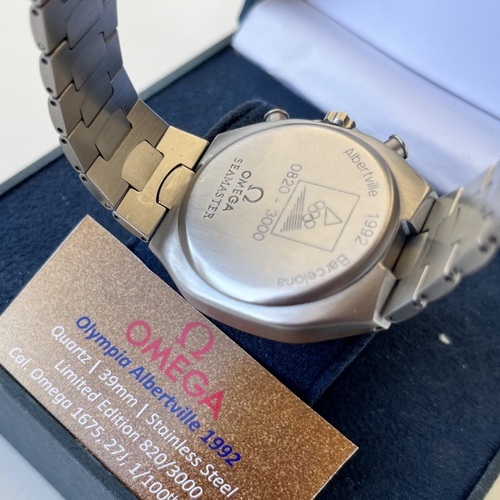 Ω
OMEGA
SEAMASTER
0820 - 3000
Albertville 1992 Barcelona
Ω
OMEGA
Olympia Albertville 1992
Quartz | 39mm | Stainless Steel
Limited Edition 820/3000
Cal. Omega 1675, 27j, 1/100th